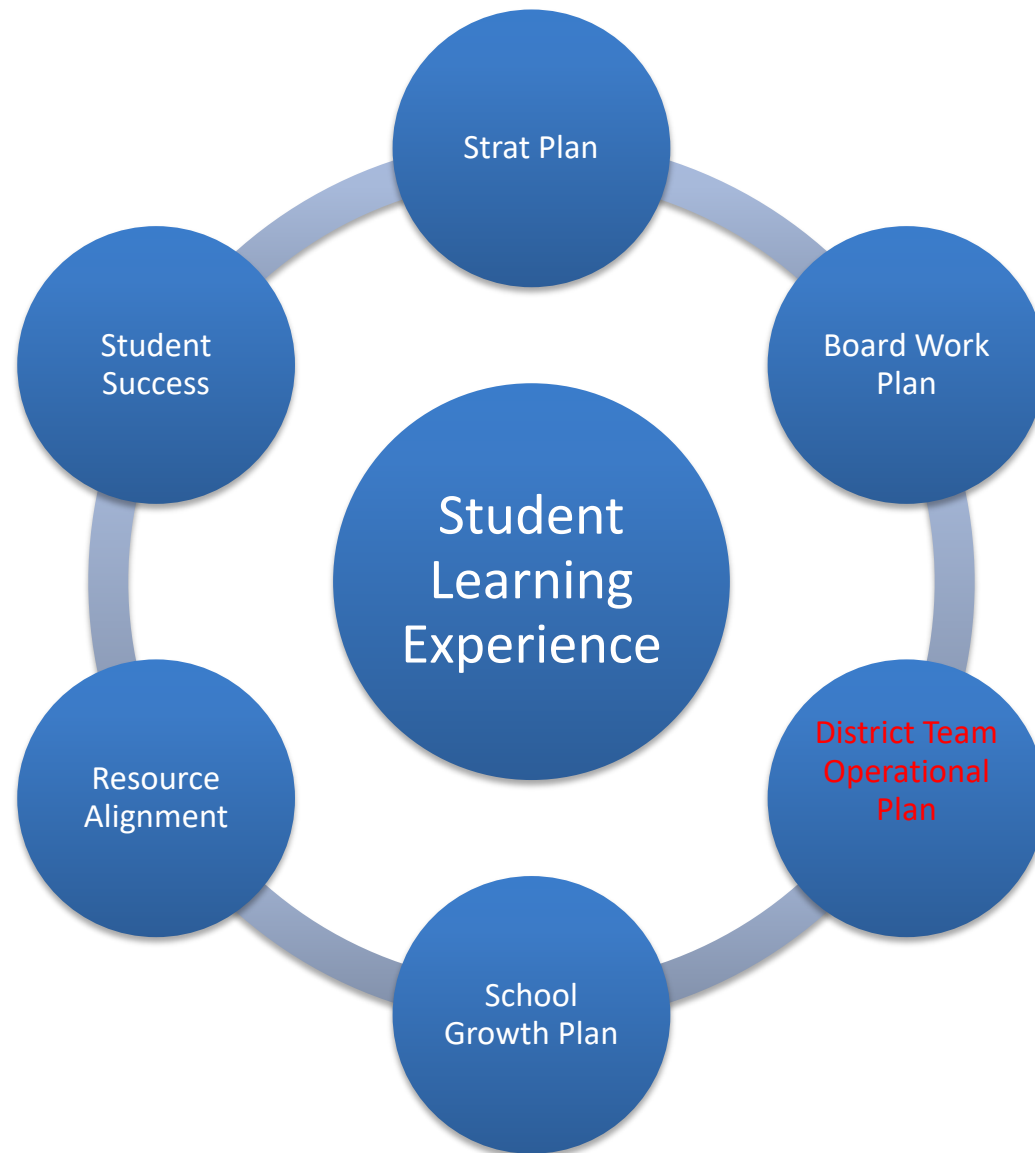 Strat Plan
Board Work
Plan
District Team
Operational
Plan
School
Growth Plan
Resource
Alignment
Student
Success
Student
Learning
Experience